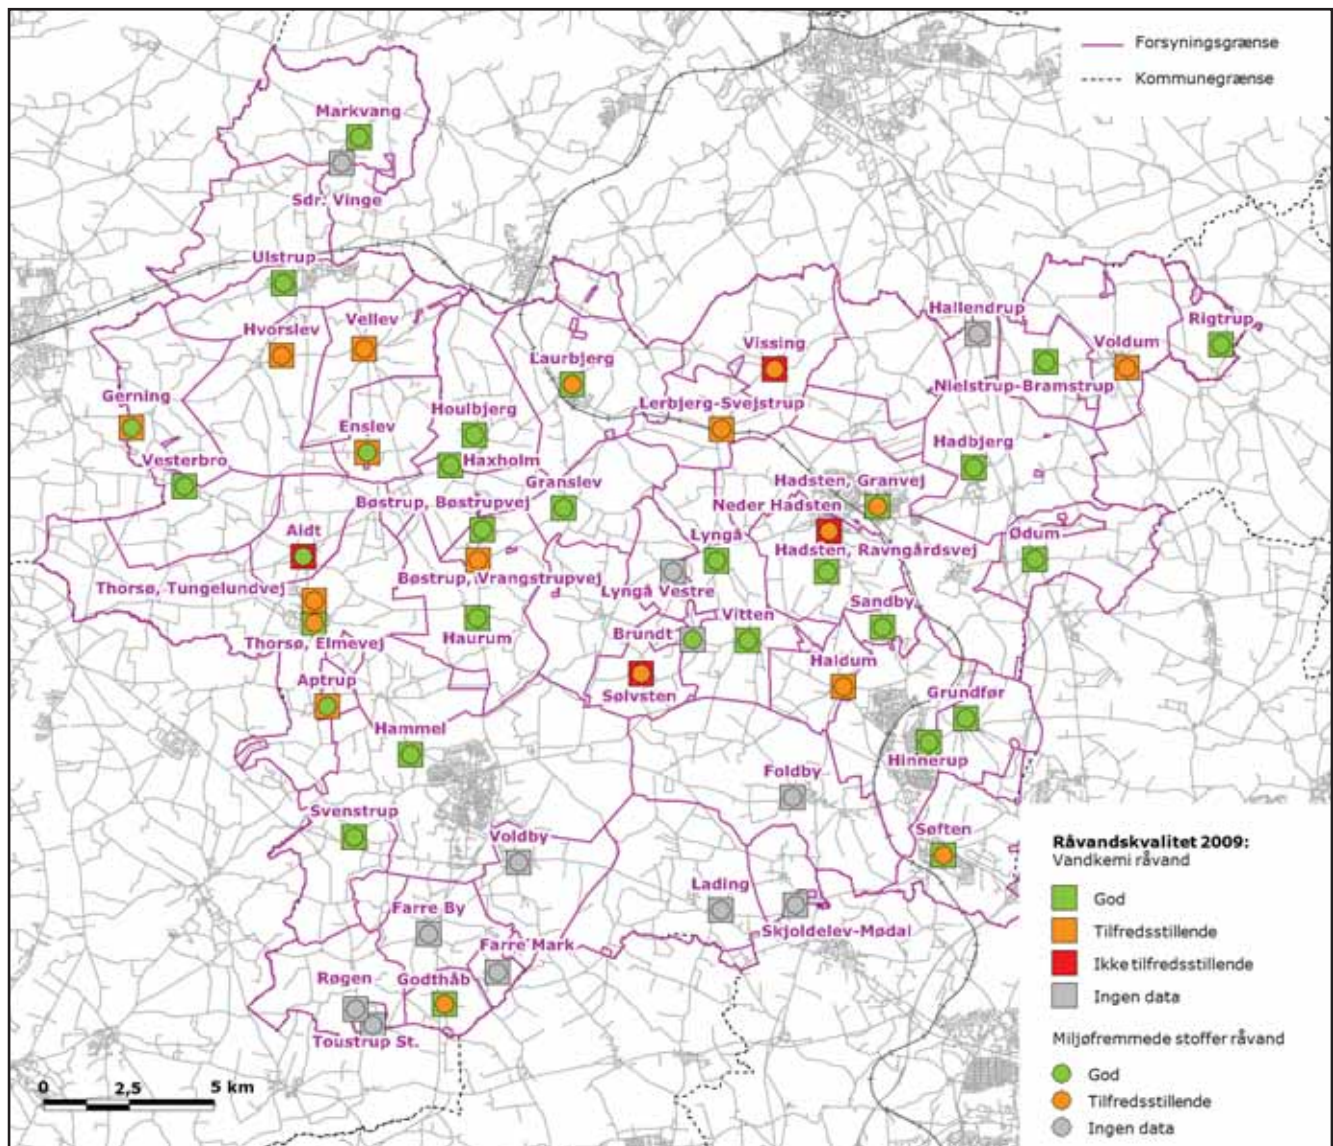 Forsyningsgrænse
Kommunegrænse
Markvang
Sdr. Vinge
Ulstrup
Hvorslev
Vellev
Laurbjerg
Vissing
Hallendrup
Voldum
Rigtrup
Nielstrup-Bramstrup
Gerning
Enslev
Houlbjerg
Lerbjerg-Svejstrup
Hadbjerg
Vesterbro
Haxholm
Granslev
Hadsten, Granvej
Neder Hadsten
Bøstrup, Bøstrupvej
Aidt
Lyngå
Hadsten, Ravngårdsvej
Ødum
Thorsø, Tungelundvej
Bøstrup, Vrangstrupvej
Lyngå Vestre
Vitten
Sandby
Thorsø, Elmevej
Haurum
Brundt
Haldum
Aptrup
Sølvsten
Grundfør
Hammel
Hinnerup
Foldby
Svenstrup
Voldby
Søften
Lading
Skjoldelev-Mødal
Farre By
Farre Mark
Røgen
Godthåb
Toustrup St.
0 2,5 5 km
Råvandskvalitet 2009:
Vandkemi råvand
God
Tilfredsstillende
Ikke tilfredsstillende
Ingen data
Miljøfremmede stoffer råvand
God
Tilfredsstillende
Ingen data